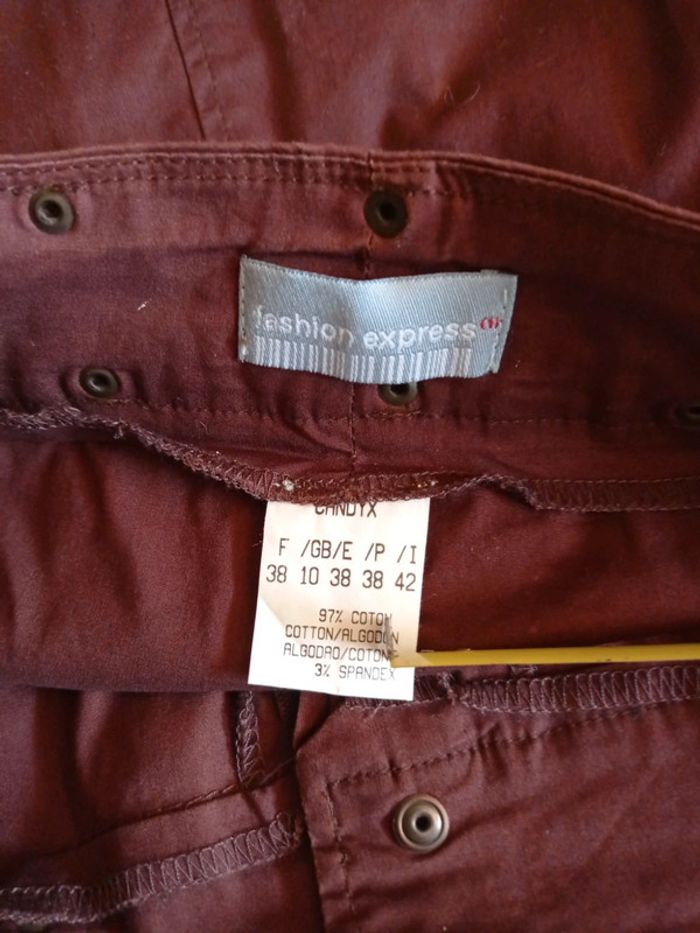 fashion express
CANDYX
F /GB/E /P /I
38 10 38 38 42
97% COTON
COTTON/ALGODON
ALGODAO/COTONE
3% SPANDEX